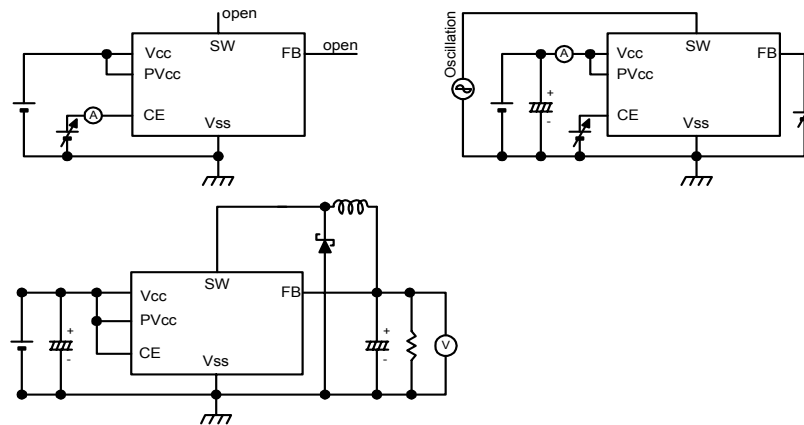 open
SW
Vcc
FB
open
PVcc
A
CE
Vss
Oscillation
A
SW
Vcc
FB
PVcc
+
-
CE
Vss
SW
Vcc
FB
+
-
PVcc
CE
Vss
+
-
V